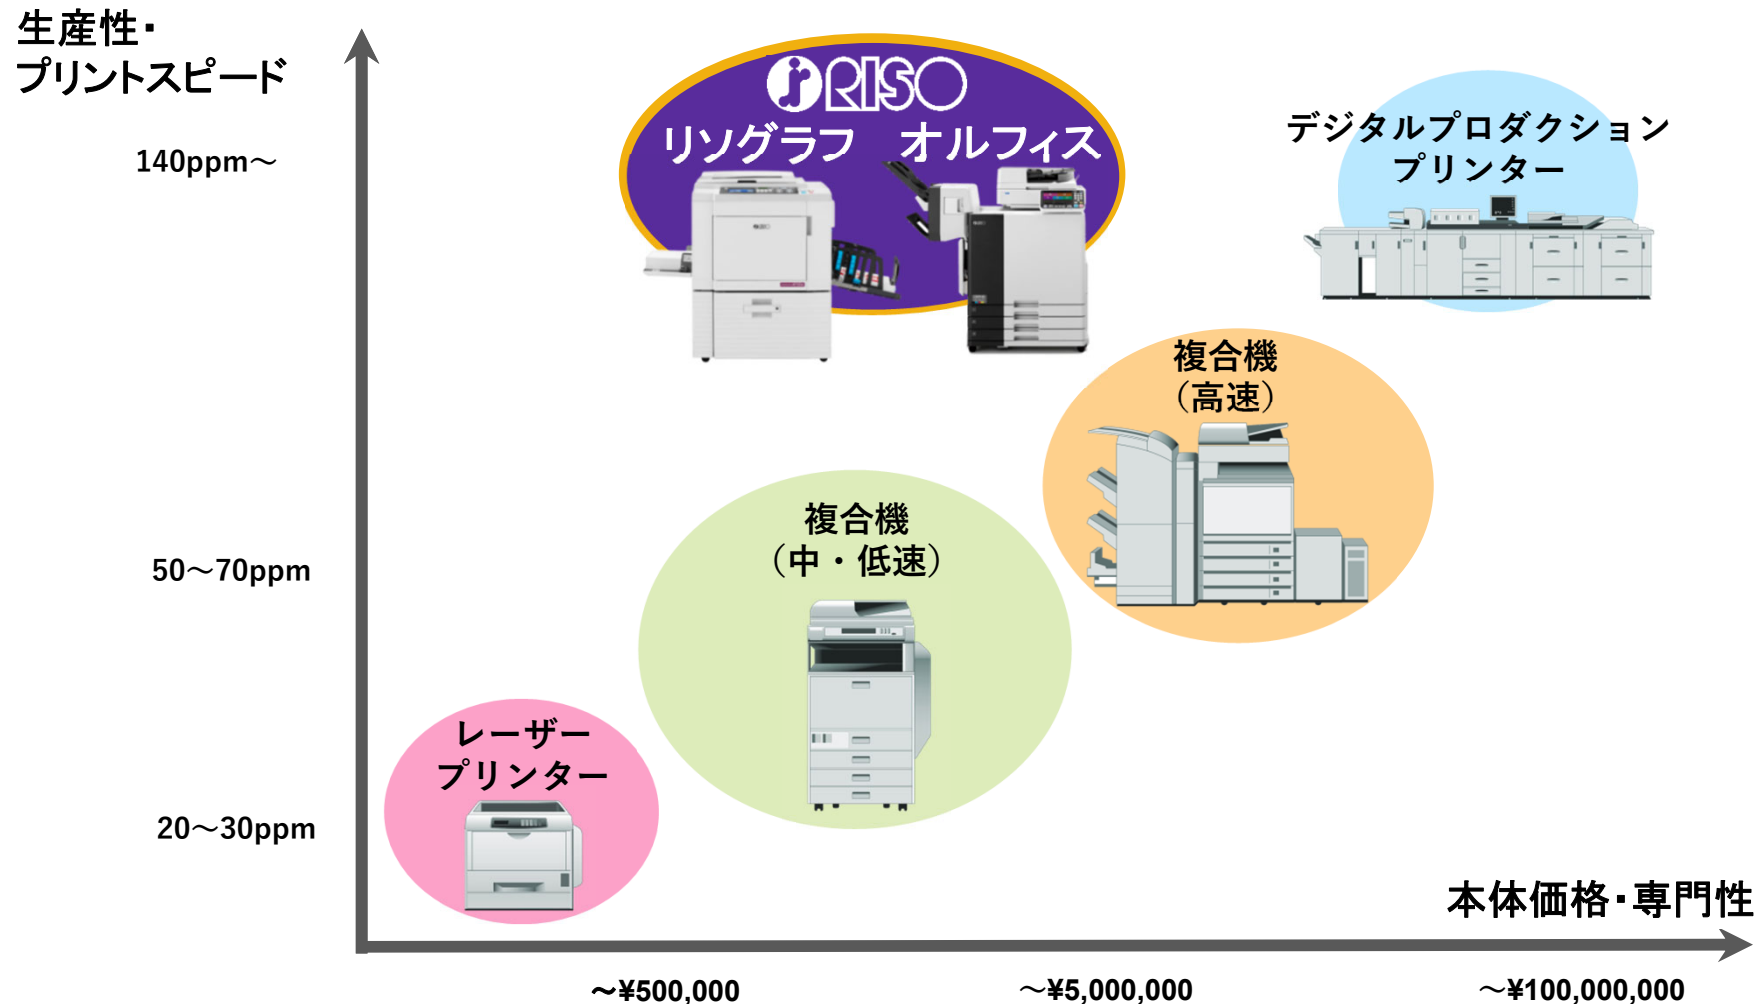 生産性・
プリントスピード
140ppm～
RISO
リソグラフ オルフィス
デジタルプロダクション
プリンター
複合機
（高速）
複合機
（中・低速）
50～70ppm
レーザー
プリンター
20～30ppm
本体価格・専門性
～¥500,000
～¥5,000,000
～¥100,000,000